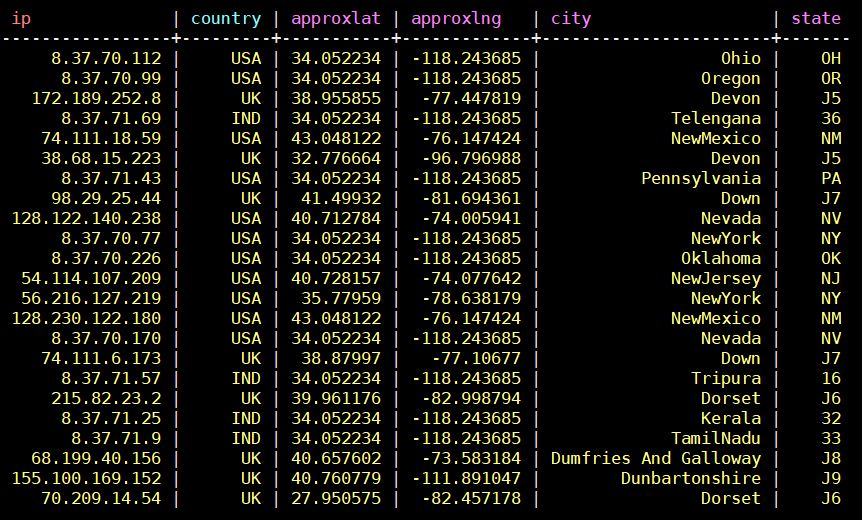 ip | country | approxlat | approxlng | city | state
-----------------+---------+-----------+-------------+-----------------------+-------
8.37.70.112 | USA | 34.052234 | -118.243685 | Ohio | OH
8.37.70.99 | USA | 34.052234 | -118.243685 | Oregon | OR
172.189.252.8 | UK | 38.955855 | -77.447819 | Devon | J5
8.37.71.69 | IND | 34.052234 | -118.243685 | Telengana | 36
74.111.18.59 | USA | 43.048122 | -76.147424 | NewMexico | NM
38.68.15.223 | UK | 32.776664 | -96.796988 | Devon | J5
8.37.71.43 | USA | 34.052234 | -118.243685 | Pennsylvania | PA
98.29.25.44 | UK | 41.49932 | -81.694361 | Down | J7
128.122.140.238 | USA | 40.712784 | -74.005941 | Nevada | NV
8.37.70.77 | USA | 34.052234 | -118.243685 | NewYork | NY
8.37.70.226 | USA | 34.052234 | -118.243685 | Oklahoma | OK
54.114.107.209 | USA | 40.728157 | -74.077642 | NewJersey | NJ
56.216.127.219 | USA | 35.77959 | -78.638179 | NewYork | NY
128.230.122.180 | USA | 43.048122 | -76.147424 | NewMexico | NM
8.37.70.170 | USA | 34.052234 | -118.243685 | Nevada | NV
74.111.6.173 | UK | 38.87997 | -77.10677 | Down | J7
8.37.71.57 | IND | 34.052234 | -118.243685 | Tripura | 16
215.82.23.2 | UK | 39.961176 | -82.998794 | Dorset | J6
8.37.71.25 | IND | 34.052234 | -118.243685 | Kerala | 32
8.37.71.9 | IND | 34.052234 | -118.243685 | TamilNadu | 33
68.199.40.156 | UK | 40.657602 | -73.583184 | Dumfries And Galloway | J8
155.100.169.152 | UK | 40.760779 | -111.891047 | Dunbartonshire | J9
70.209.14.54 | UK | 27.950575 | -82.457178 | Dorset | J6